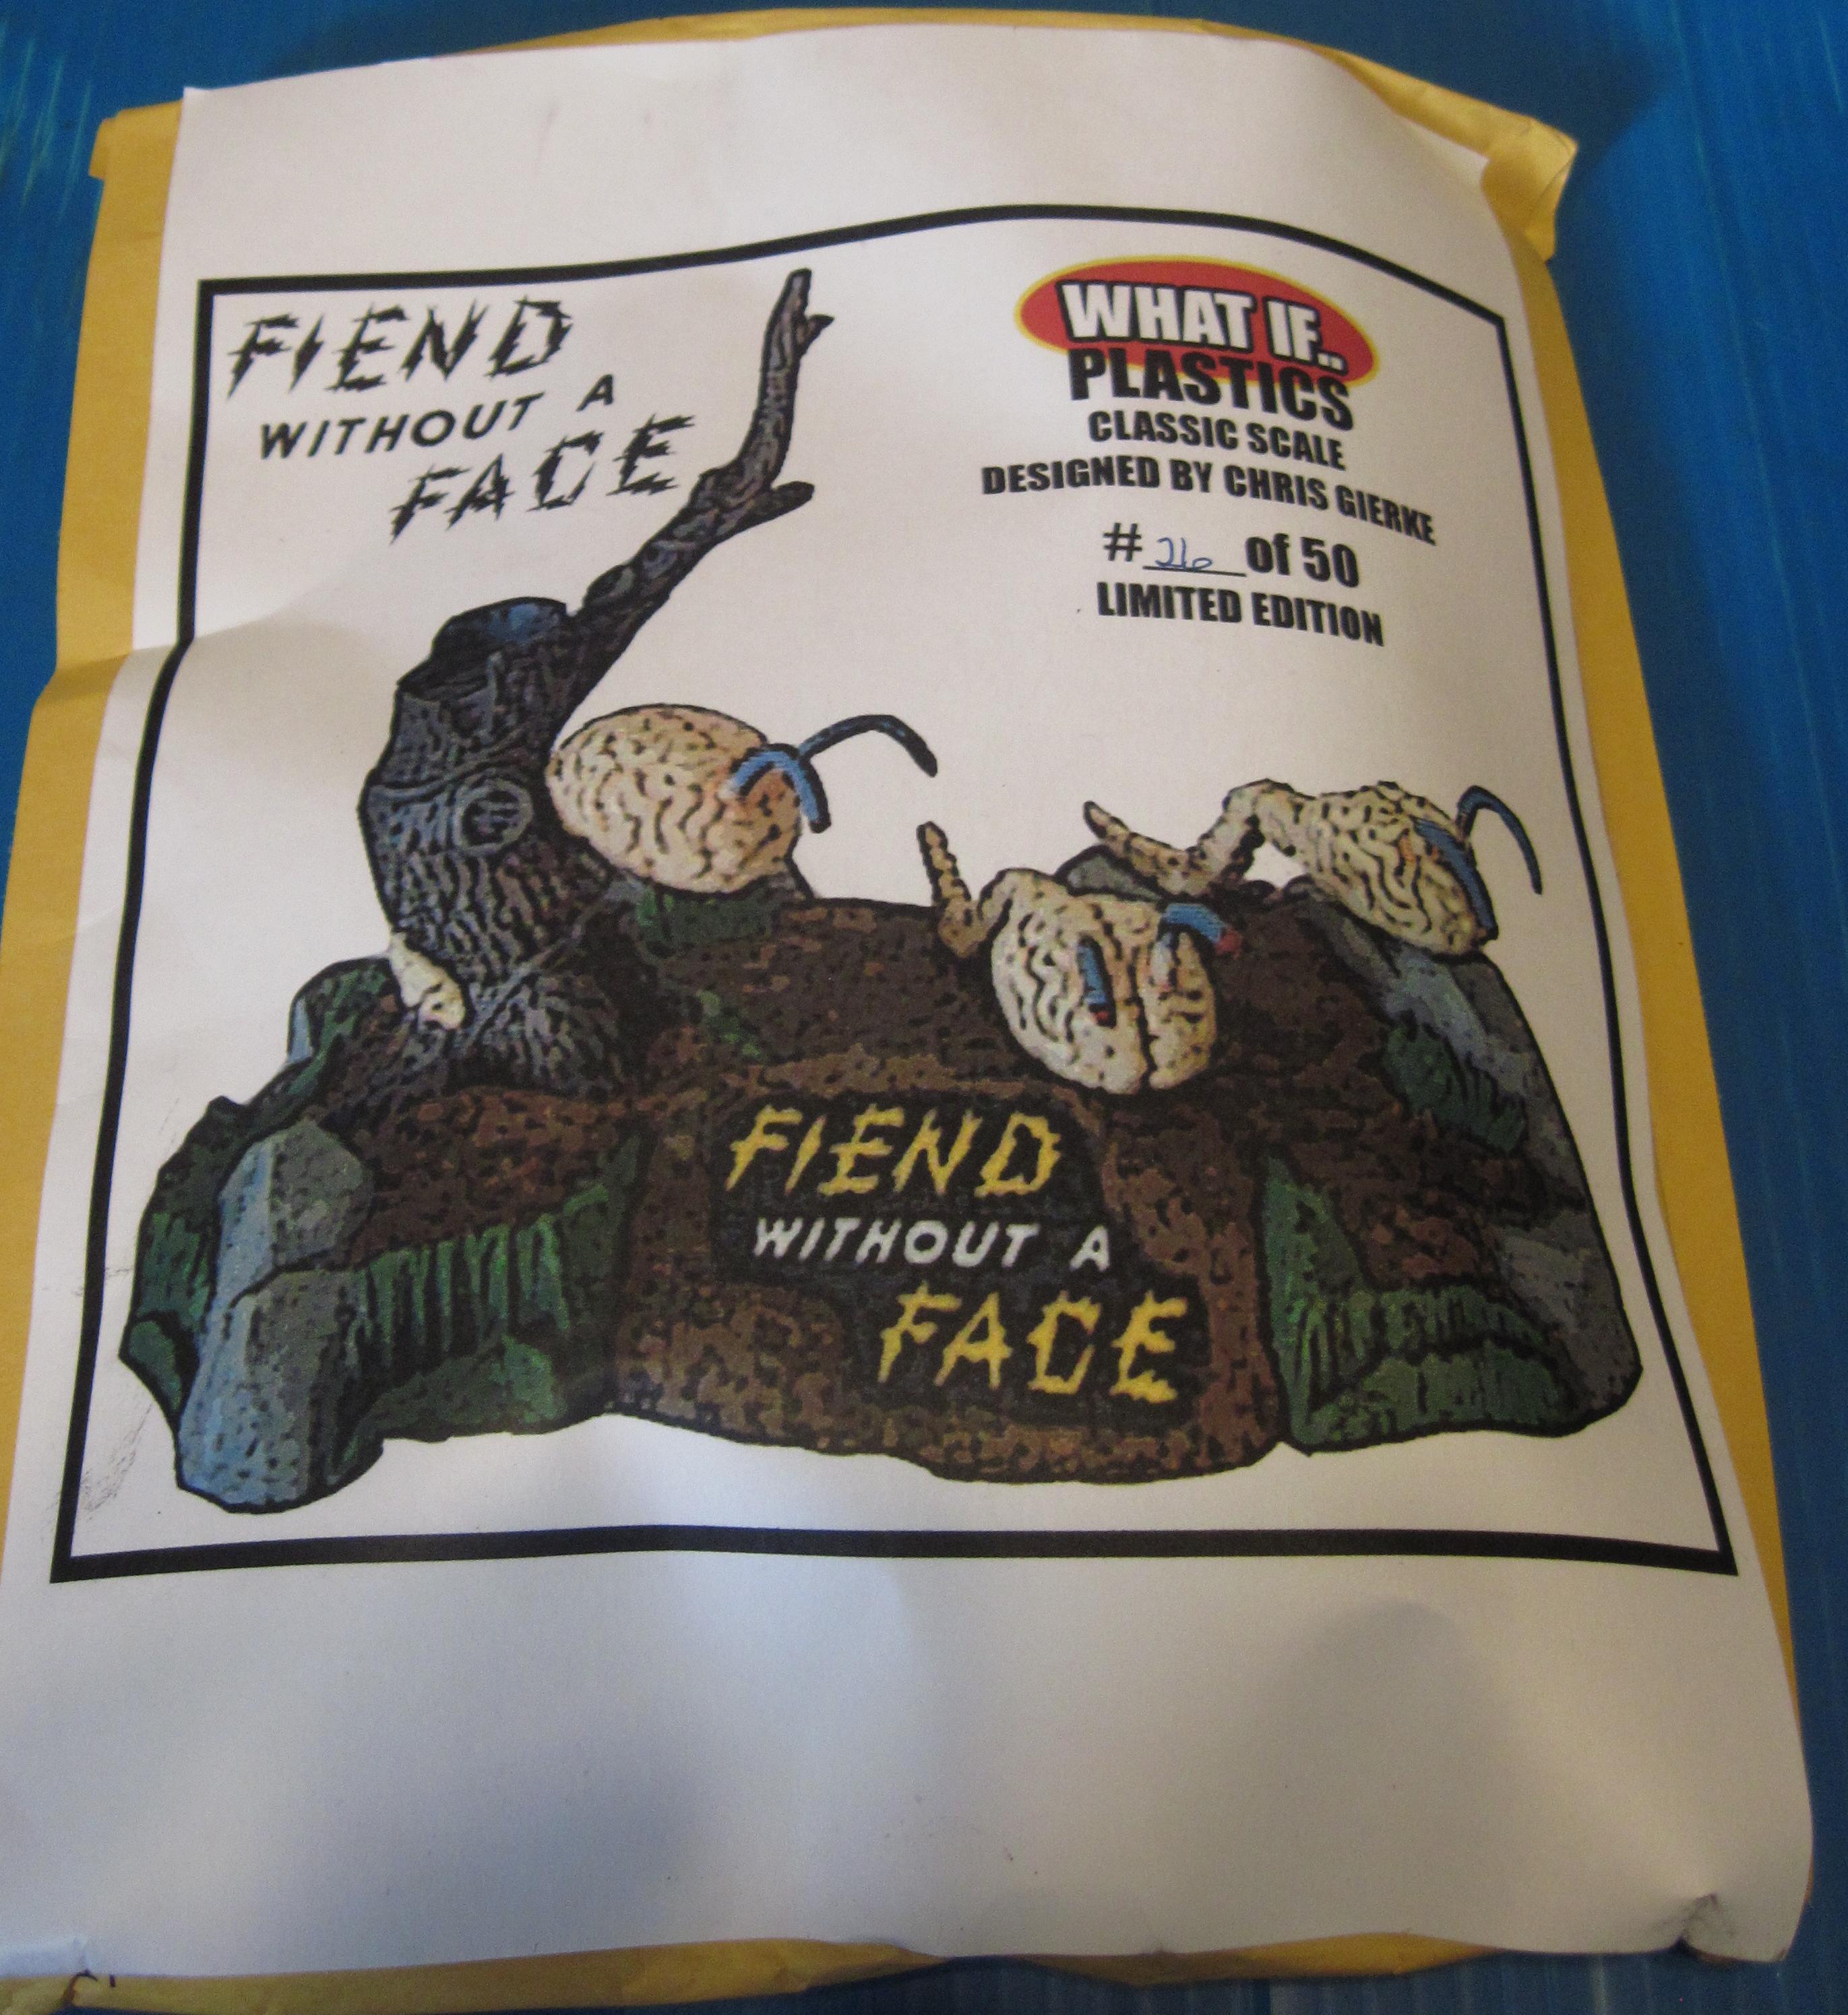 FIEND
WITHOUT A
FACE
WHAT IF..
PLASTICS
CLASSIC SCALE
DESIGNED BY CHRIS GIERKE
# 26 of 50
LIMITED EDITION
FIEND
WITHOUT A
FACE